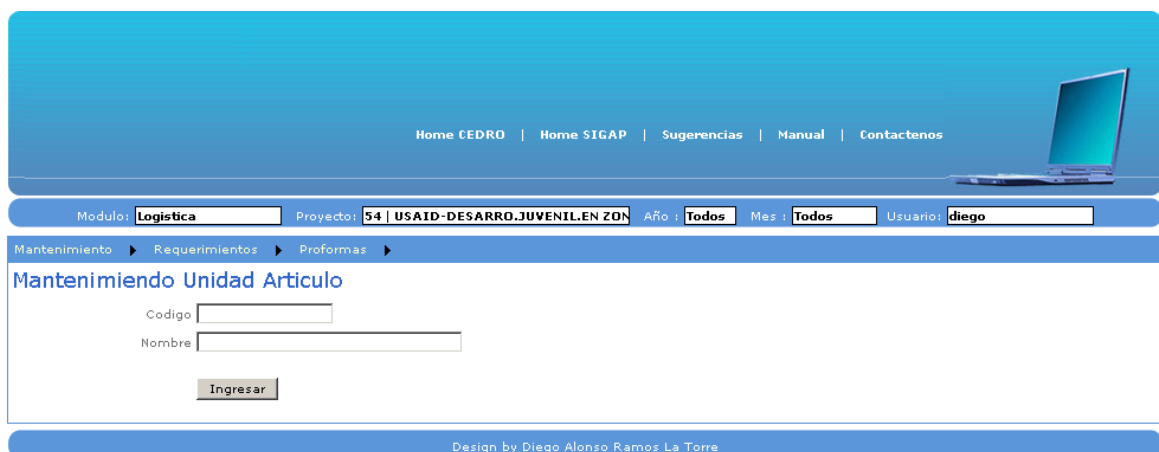 Home CEDRO | Home SIGAP | Sugerencias | Manual | Contactenos
Modulo: Logistica Proyecto: 54 | USAID-DESARRO.JUVENIL.EN ZON Año : Todos Mes : Todos Usuario: diego
Mantenimiento Requerimientos Proformas
Mantenimiendo Unidad Articulo
Codigo
Nombre
Ingresar
Design by Diego Alonso Ramos La Torre